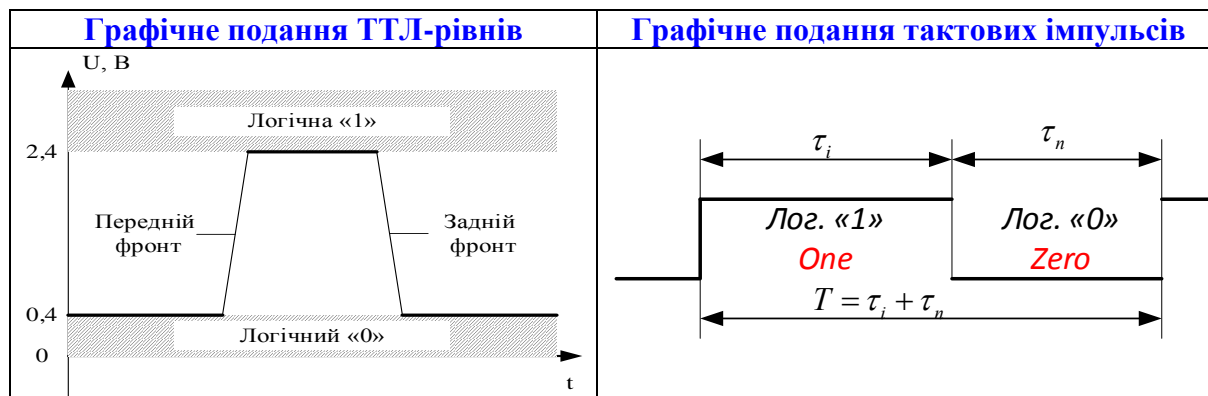 Графічне подання ТТЛ-рівнів
U, В
Логічна «1»
2,4
Передній
фронт
Задній
фронт
0,4
Логічний «0»
0
t
Графічне подання тактових імпульсів
τᵢ
τₙ
Лог. «1»
One
Лог. «0»
Zero
T = τᵢ + τₙ